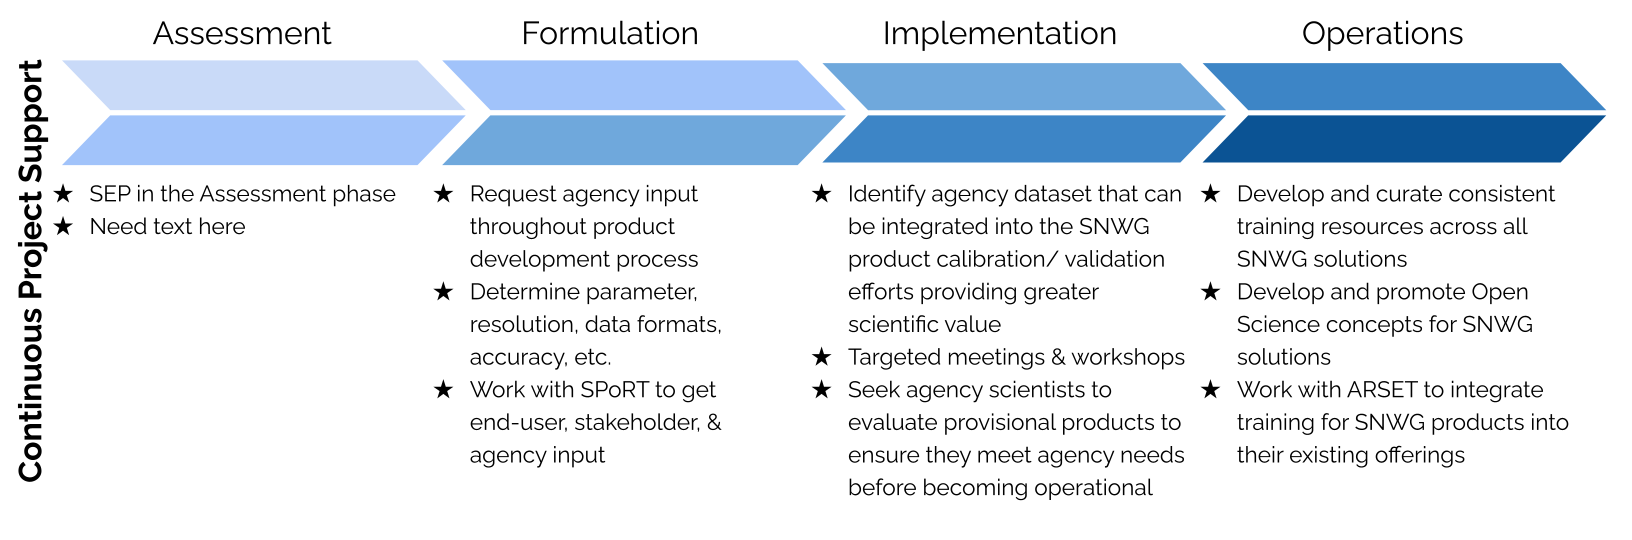 Assessment
Formulation
Implementation
Operations
Continuous Project Support
★ SEP in the Assessment phase
★ Need text here
★ Request agency input
throughout product
development process
★ Determine parameter,
resolution, data formats,
accuracy, etc.
★ Work with SPoRT to get
end-user, stakeholder, &
agency input
★ Identify agency dataset that can
be integrated into the SNWG
product calibration/ validation
efforts providing greater
scientific value
★ Targeted meetings & workshops
★ Seek agency scientists to
evaluate provisional products to
ensure they meet agency needs
before becoming operational
★ Develop and curate consistent
training resources across all
SNWG solutions
★ Develop and promote Open
Science concepts for SNWG
solutions
★ Work with ARSET to integrate
training for SNWG products into
their existing offerings